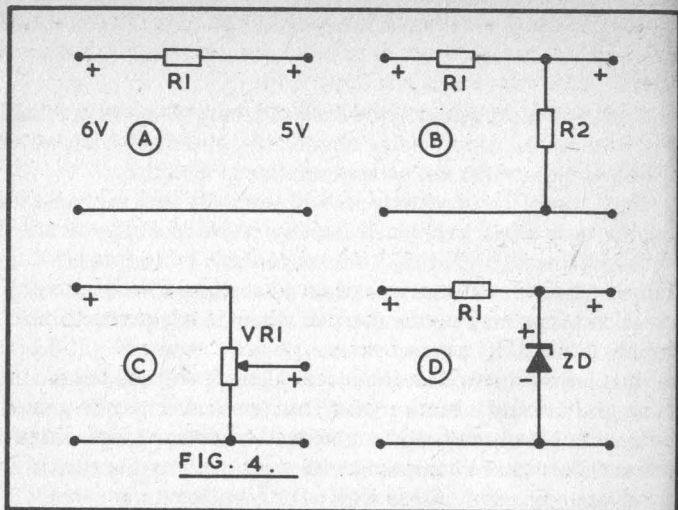 + R1 +
6V A 5V
+ R1
B R2
+
C VR1
+
+ R1 +
D + ZD
FIG. 4.